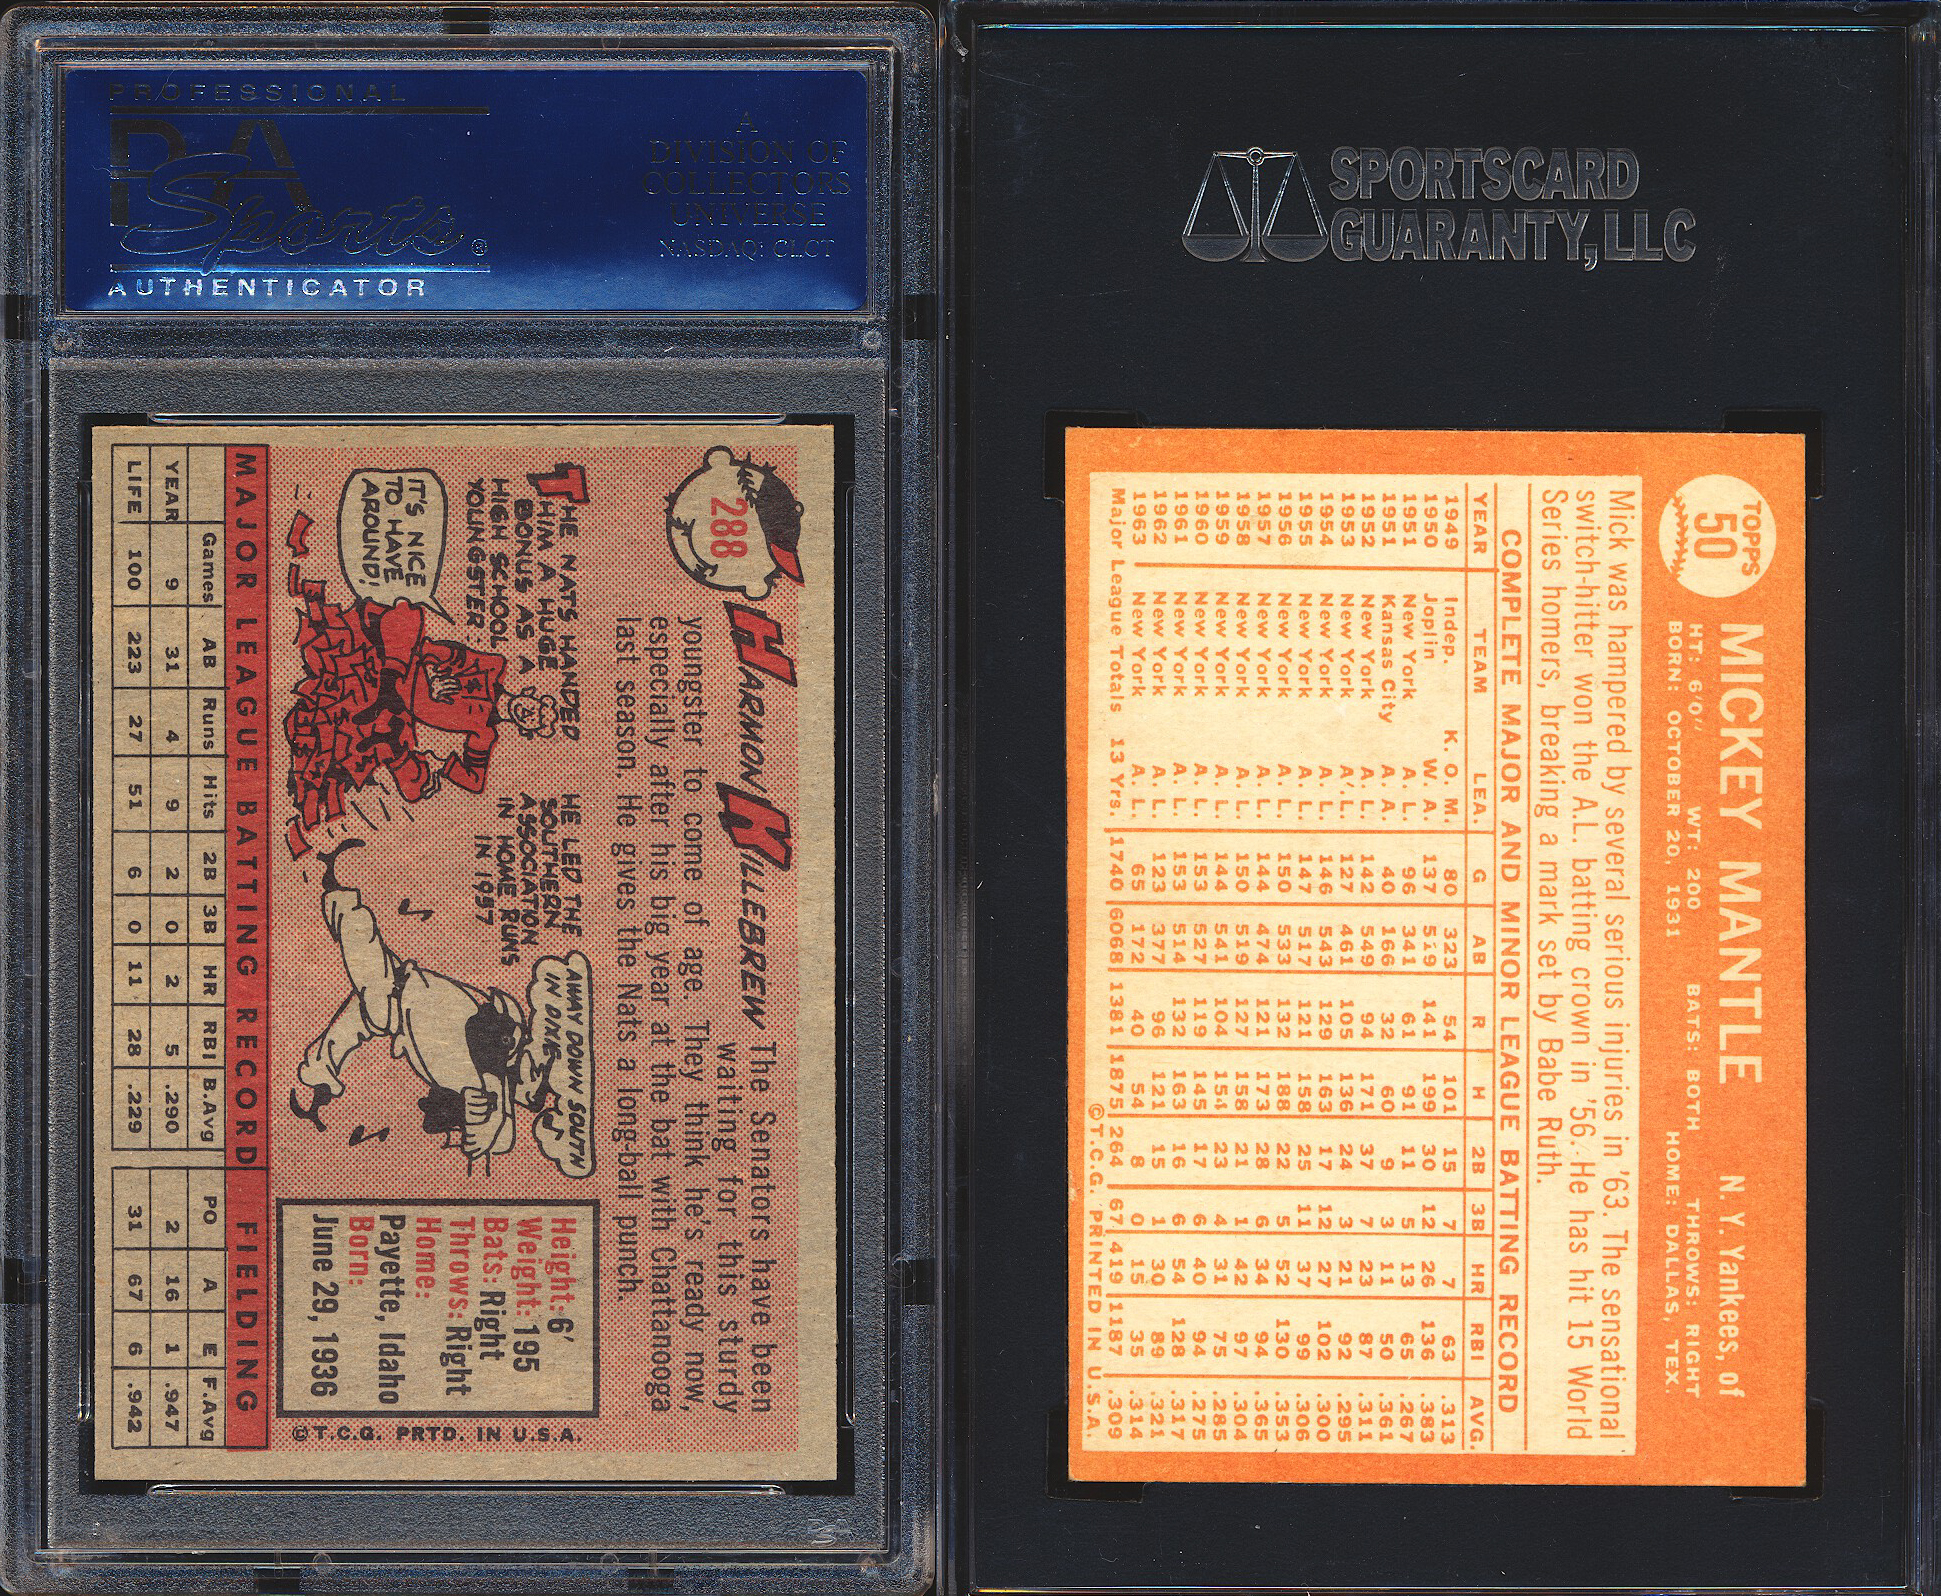 PROFESSIONAL
PSA
Sports®
AUTHENTICATOR
A
DIVISION OF
COLLECTORS
UNIVERSE
NASDAQ: CLCT
288
HARMON KILLEBREW
The Senators have been
waiting for this sturdy
youngster to come of age. They think he's ready now,
especially after his big year at the bat with Chattanooga
last season. He gives the Nats a long-ball punch.
THE NATS HANDED
HIM A HUGE
BONUS AS A
HIGH SCHOOL
YOUNGSTER.
IT'S NICE
TO HAVE
AROUND!
HE LED THE
SOUTHERN
ASSOCIATION
IN HOME RUNS
IN 1957
AWAY DOWN SOUTH
IN DIXIE
Height: 6'
Weight: 195
Bats: Right
Throws: Right
Home:
Payette, Idaho
Born:
June 29, 1936
©T.C.G. PRTD. IN U.S.A.
MAJOR LEAGUE BATTING RECORD FIELDING
Games AB Runs Hits 2B 3B HR RBI B.Avg PO A E F.Avg
YEAR 9 31 4 9 2 0 2 5 .290 2 16 1 .947
LIFE 100 223 27 51 6 0 11 28 .229 31 67 6 .942
SPORTSCARD
GUARANTY, LLC
TOPPS
50
MICKEY MANTLE N. Y. Yankees, of
HT: 6'0" WT: 200 BATS: BOTH THROWS: RIGHT
BORN: OCTOBER 20, 1931 HOME: DALLAS, TEX.
Mick was hampered by several serious injuries in '63. The sensational
switch-hitter won the A.L. batting crown in '56. He has hit 15 World
Series homers, breaking a mark set by Babe Ruth.
COMPLETE MAJOR AND MINOR LEAGUE BATTING RECORD
YEAR TEAM LEA. G AB R H 2B 3B HR RBI AVG.
1949 Indep. K. O. M. 80 323 54 101 15 7 7 63 .313
1950 Joplin W. A. 137 519 141 199 30 12 26 136 .383
1951 New York A. L. 96 341 61 91 11 5 13 65 .267
1951 Kansas City A. A. 40 166 32 60 9 3 11 50 .361
1952 New York A. L. 142 549 94 171 37 7 23 87 .311
1953 New York A. L. 127 461 105 136 24 3 21 92 .295
1954 New York A. L. 146 543 129 163 17 12 27 102 .300
1955 New York A. L. 147 517 121 158 25 11 37 99 .306
1956 New York A. L. 150 533 132 188 22 5 52 130 .353
1957 New York A. L. 144 474 121 173 28 6 34 94 .365
1958 New York A. L. 150 519 127 158 21 1 42 97 .304
1959 New York A. L. 144 541 104 154 23 4 31 75 .285
1960 New York A. L. 153 527 119 145 17 6 40 94 .275
1961 New York A. L. 153 514 132 163 16 6 54 128 .317
1962 New York A. L. 123 377 96 121 15 1 30 89 .321
1963 New York A. L. 65 172 40 54 8 0 15 35 .314
Major League Totals 13 Yrs. 1740 6068 1381 1875 264 67 419 1187 .309
©T.C.G. PRINTED IN U.S.A.